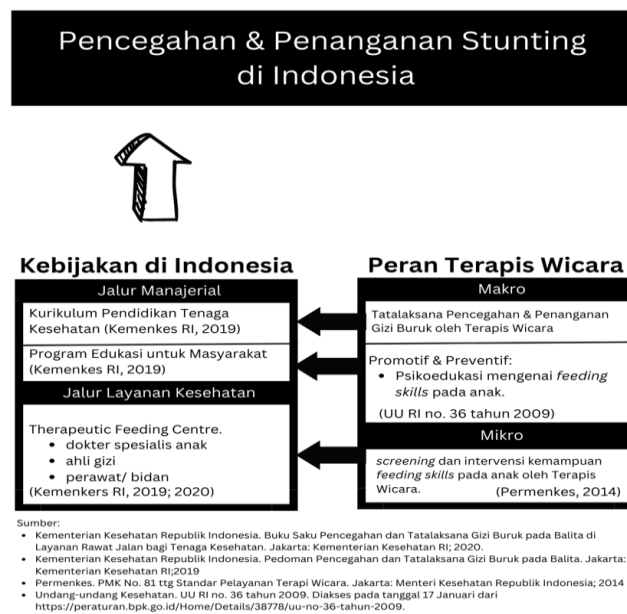 Pencegahan & Penanganan Stunting
di Indonesia
Kebijakan di Indonesia
Jalur Manajerial
Kurikulum Pendidikan Tenaga
Kesehatan (Kemenkes RI, 2019)
Program Edukasi untuk Masyarakat
(Kemenkes RI, 2019)
Jalur Layanan Kesehatan
Therapeutic Feeding Centre.
• dokter spesialis anak
• ahli gizi
• perawat/ bidan
(Kemenkers RI, 2019; 2020)
Peran Terapis Wicara
Makro
Tatalaksana Pencegahan & Penanganan
Gizi Buruk oleh Terapis Wicara
Promotif & Preventif:
• Psikoedukasi mengenai feeding
skills pada anak.
(UU RI no. 36 tahun 2009)
Mikro
screening dan intervensi kemampuan
feeding skills pada anak oleh Terapis
Wicara. (Permenkes, 2014)
Sumber:
• Kementerian Kesehatan Republik Indonesia. Buku Saku Pencegahan dan Tatalaksana Gizi Buruk pada Balita di
Layanan Rawat Jalan bagi Tenaga Kesehatan. Jakarta: Kementerian Kesehatan RI; 2020.
• Kementerian Kesehatan Republik Indonesia. Pedoman Pencegahan dan Tatalaksana Gizi Buruk pada Balita. Jakarta:
Kementerian Kesehatan RI;2019
• Permenkes. PMK No. 81 ttg Standar Pelayanan Terapi Wicara. Jakarta: Menteri Kesehatan Republik Indonesia; 2014
• Undang-undang Kesehatan. UU RI no. 36 tahun 2009. Diakses pada tanggal 17 Januari dari
https://peraturan.bpk.go.id/Home/Details/38778/uu-no-36-tahun-2009.